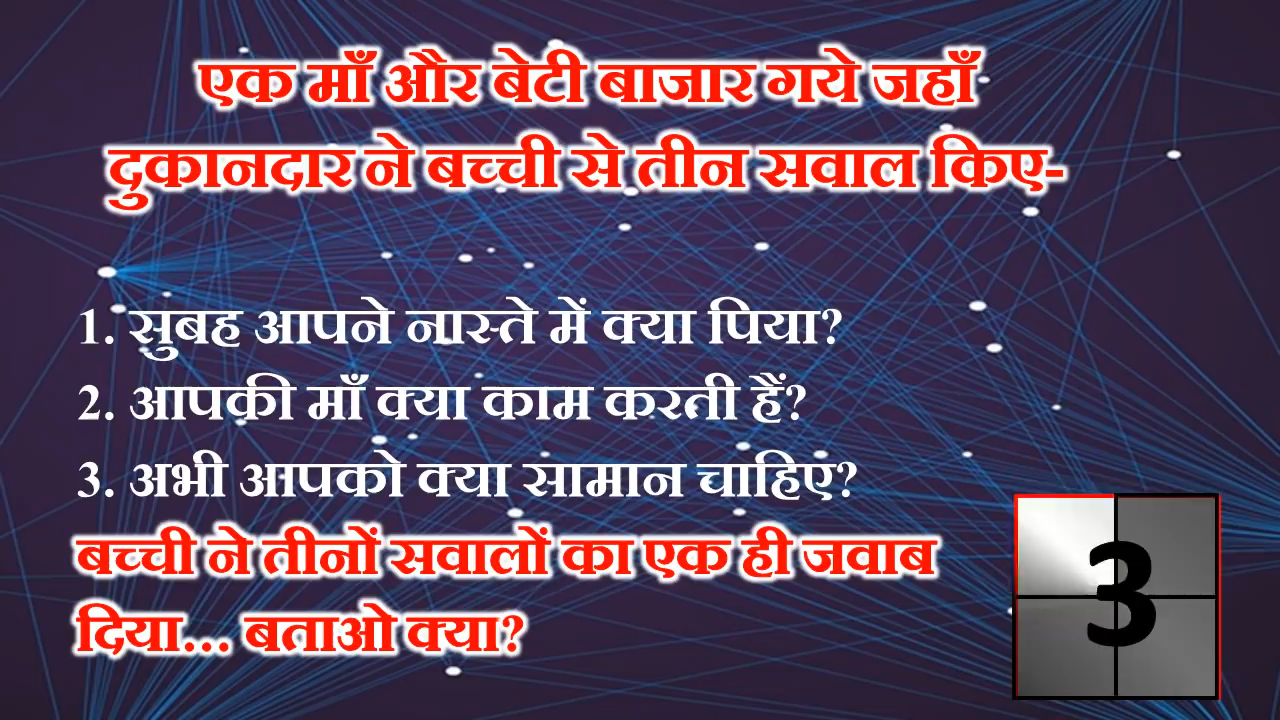 एक माँ और बेटी बाजार गये जहाँ
दुकानदार ने बच्ची से तीन सवाल किए-
1. सुबह आपने नास्ते में क्या पिया?
2. आपकी माँ क्या काम करती हैं?
3. अभी आपको क्या सामान चाहिए?
बच्ची ने तीनों सवालों का एक ही जवाब
दिया... बताओ क्या?
3